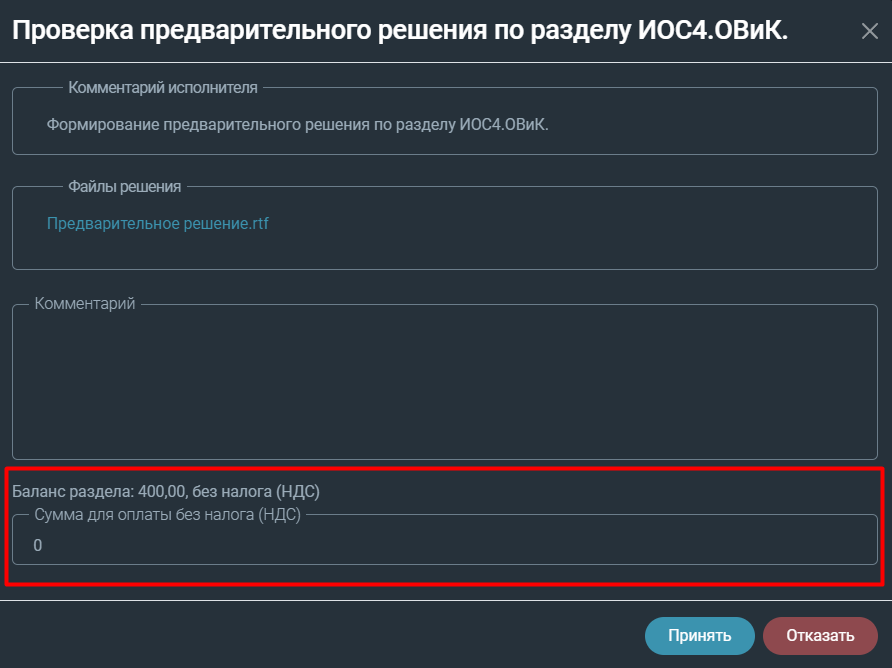 Проверка предварительного решения по разделу ИОС4.ОВиК.
Комментарий исполнителя
Формирование предварительного решения по разделу ИОС4.ОВиК.
Файлы решения
Предварительное решение.rtf
Комментарий
Баланс раздела: 400,00, без налога (НДС)
Сумма для оплаты без налога (НДС)
0
Принять
Отказать